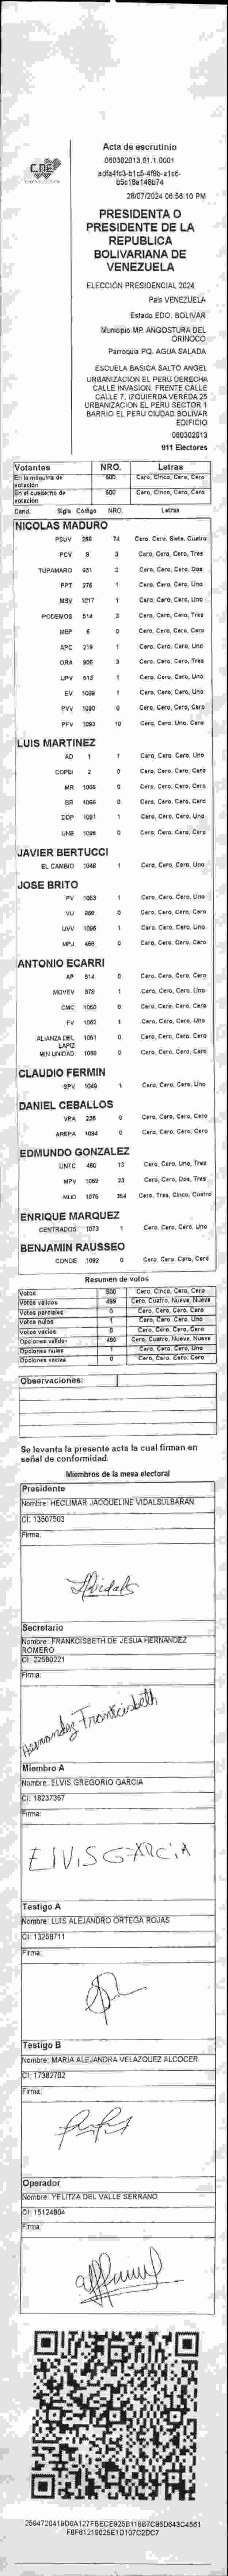 CNE
Acta de escrutinio
060302013.01.1.0001
28/07/2024 06:56:10 PM
PRESIDENTA O
PRESIDENTE DE LA
REPUBLICA
BOLIVARIANA DE
VENEZUELA
ELECCIÓN PRESIDENCIAL 2024
País VENEZUELA
Estado EDO. BOLIVAR
Municipio MP. ANGOSTURA DEL
ORINOCO
Parroquia PQ. AGUA SALADA
ESCUELA BASICA SALTO ANGEL
URBANIZACION EL PERU DERECHA
CALLE INVASION. FRENTE CALLE
CALLE 7. IZQUIERDA VEREDA 25
URBANIZACION EL PERU SECTOR 1
BARRIO EL PERU CIUDAD BOLIVAR
EDIFICIO
060302013
911 Electores
Votantes NRO. Letras
En la máquina de votación 500 Cero, Cinco, Cero, Cero
En el cuaderno de votación 500 Cero, Cinco, Cero, Cero
Cand. Sigla Código NRO. Letras
NICOLAS MADURO
PSUV 268 74 Cero, Cero, Siete, Cuatro
PCV 9 3 Cero, Cero, Cero, Tres
TUPAMARO 931 2 Cero, Cero, Cero, Dos
PPT 276 1 Cero, Cero, Cero, Uno
MSV 1017 1 Cero, Cero, Cero, Uno
PODEMOS 514 3 Cero, Cero, Cero, Tres
MEP 6 0 Cero, Cero, Cero, Cero
APC 219 1 Cero, Cero, Cero, Uno
ORA 906 3 Cero, Cero, Cero, Tres
UPV 613 1 Cero, Cero, Cero, Uno
EV 1089 1 Cero, Cero, Cero, Uno
PVV 1090 0 Cero, Cero, Cero, Cero
PFV 1093 10 Cero, Cero, Uno, Cero
LUIS MARTINEZ
AD 1 1 Cero, Cero, Cero, Uno
COPEI 2 0 Cero, Cero, Cero, Cero
MR 1066 0 Cero, Cero, Cero, Cero
BR 0 Cero, Cero, Cero, Cero
DDP 1091 1 Cero, Cero, Cero, Uno
UNE 1096 0 Cero, Cero, Cero, Cero
JAVIER BERTUCCI
EL CAMBIO 1048 1 Cero, Cero, Cero, Uno
JOSE BRITO
PV 1053 1 Cero, Cero, Cero, Uno
VU 0 Cero, Cero, Cero, Cero
UVV 1 Cero, Cero, Cero, Uno
MPJ 0 Cero, Cero, Cero, Cero
ANTONIO ECARRI
AP 814 0 Cero, Cero, Cero, Cero
MOVEV 1 Cero, Cero, Cero, Uno
CMC 1050 0 Cero, Cero, Cero, Cero
FV 1052 1 Cero, Cero, Cero, Uno
ALIANZA DEL LAPIZ 1051 0 Cero, Cero, Cero, Cero
MIN UNIDAD 0 Cero, Cero, Cero, Cero
CLAUDIO FERMIN
SPV 1049 1 Cero, Cero, Cero, Uno
DANIEL CEBALLOS
VPA 236 0 Cero, Cero, Cero, Cero
AREPA 1084 0 Cero, Cero, Cero, Cero
EDMUNDO GONZALEZ
UNTC 460 13 Cero, Cero, Uno, Tres
MPV 1059 23 Cero, Cero, Dos, Tres
MUD 1076 354 Cero, Tres, Cinco, Cuatro
ENRIQUE MARQUEZ
CENTRADOS 1073 1 Cero, Cero, Cero, Uno
BENJAMIN RAUSSEO
CONDE 1092 0 Cero, Cero, Cero, Cero
Resumen de votos
Votos 500 Cero, Cinco, Cero, Cero
Votos válidos 499 Cero, Cuatro, Nueve, Nueve
Votos parciales 0 Cero, Cero, Cero, Cero
Votos nulos 1 Cero, Cero, Cero, Uno
Votos vacíos 0 Cero, Cero, Cero, Cero
Opciones válidas 499 Cero, Cuatro, Nueve, Nueve
Opciones nulas 1 Cero, Cero, Cero, Uno
Opciones vacías 0 Cero, Cero, Cero, Cero
Observaciones:
Se levanta la presente acta la cual firman en
señal de conformidad.
Miembros de la mesa electoral
Presidente
Nombre: HECLIMAR JACQUELINE VIDALSULBARAN
CI: 13507503
Firma:
Secretario
Nombre: FRANKCISBETH DE JESUA HERNANDEZ
ROMERO
CI: 22580221
Firma:
Hernandez Frankcisbeth
Miembro A
Nombre: ELVIS GREGORIO GARCIA
CI: 18237357
Firma:
ELVIS GARCIA
Testigo A
Nombre: LUIS ALEJANDRO ORTEGA ROJAS
CI: 13258711
Firma:
Testigo B
Nombre: MARIA ALEJANDRA VELAZQUEZ ALCOCER
CI: 17382702
Firma:
Operador
Nombre: YELITZA DEL VALLE SERRANO
CI: 15124804
Firma: